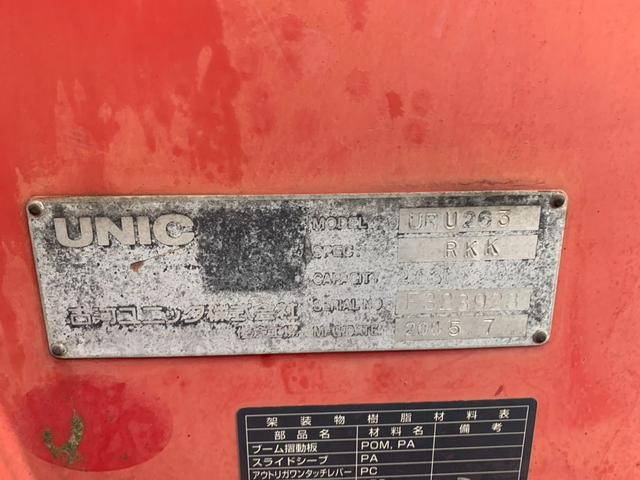 UNIC
MODEL URU263
SPEC. RKK
CAPACITY
古河ユニック株式会社
SERIAL NO.
M. DATE 2005 7
架装物樹脂材料表
部品名 材料名 備考
ブーム摺動板 POM, PA
スライドシーブ PA
アウトリガワンタッチレバー PC